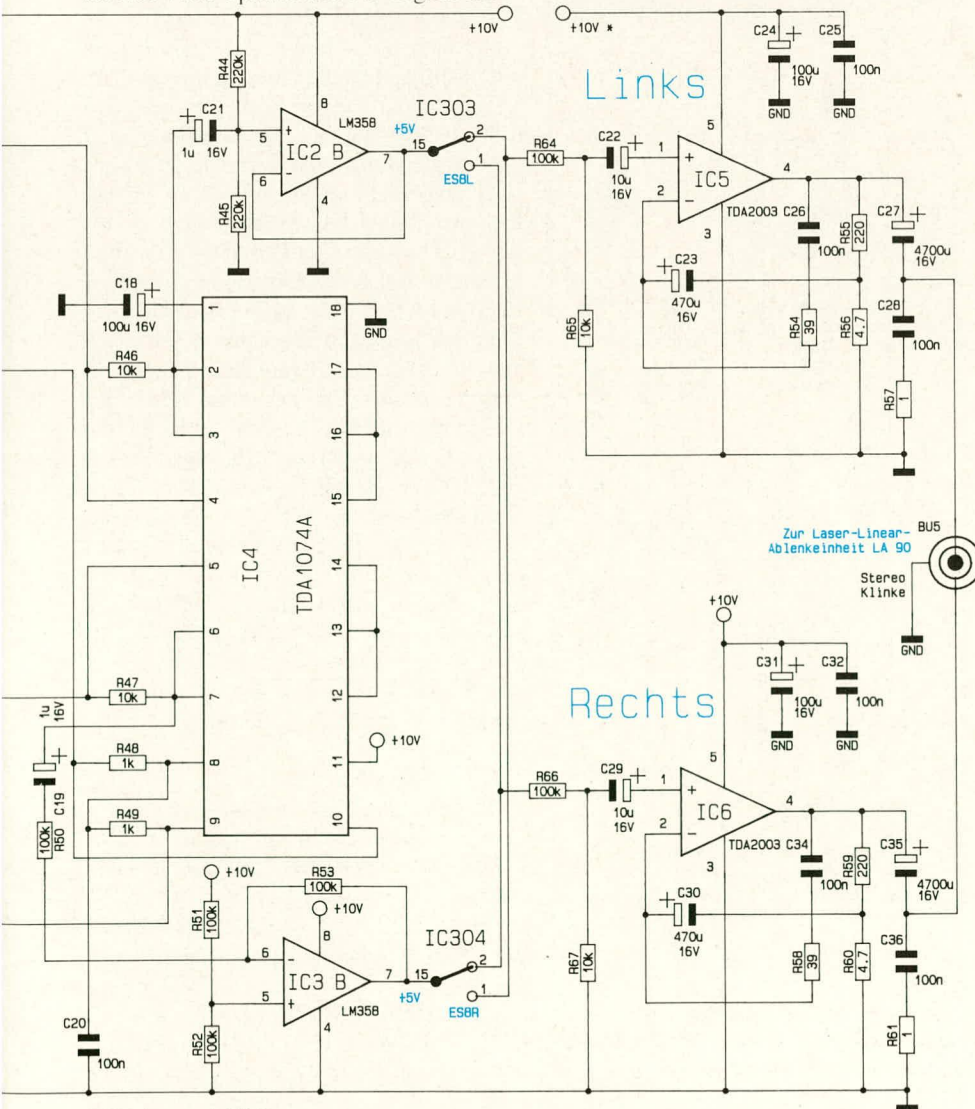 +10V
+10V *
R44
220k
C21
+
1u
16V
5
+
8
IC2 B
LM358
7
6
−
4
R45
220k
IC303
+5V
15
2
1
ES8L
Links
C24
+
100u
16V
GND
C25
100n
GND
R64
100k
C22
+
10u
16V
1
+
5
IC5
4
2
−
TDA2003
3
C26
100n
R55
220
C27
+
4700u
16V
C23
+
470u
16V
R65
10k
R54
39
R56
4.7
C28
100n
R57
1
C18
+
100u
16V
R46
10k
1
2
3
4
5
6
7
8
9
IC4
TDA1074A
18
17
16
15
14
13
12
11
10
GND
+10V
R47
10k
1u
16V
+
C19
R48
1k
R49
1k
100k
R50
BU5
Zur Laser-Linear-
Ablenkeinheit LA 90
Stereo
Klinke
GND
Rechts
+10V
C31
+
100u
16V
GND
C32
100n
GND
R66
100k
C29
+
10u
16V
1
+
5
IC6
4
2
−
TDA2003
3
C34
100n
R59
220
C35
+
4700u
16V
C30
+
470u
16V
R67
10k
R58
39
R60
4.7
C36
100n
R61
1
+10V
R51
100k
R53
100k
+10V
8
6
−
IC3 B
5
+
LM358
4
7
+5V
15
IC304
2
1
ES8R
R52
100k
C20
100n